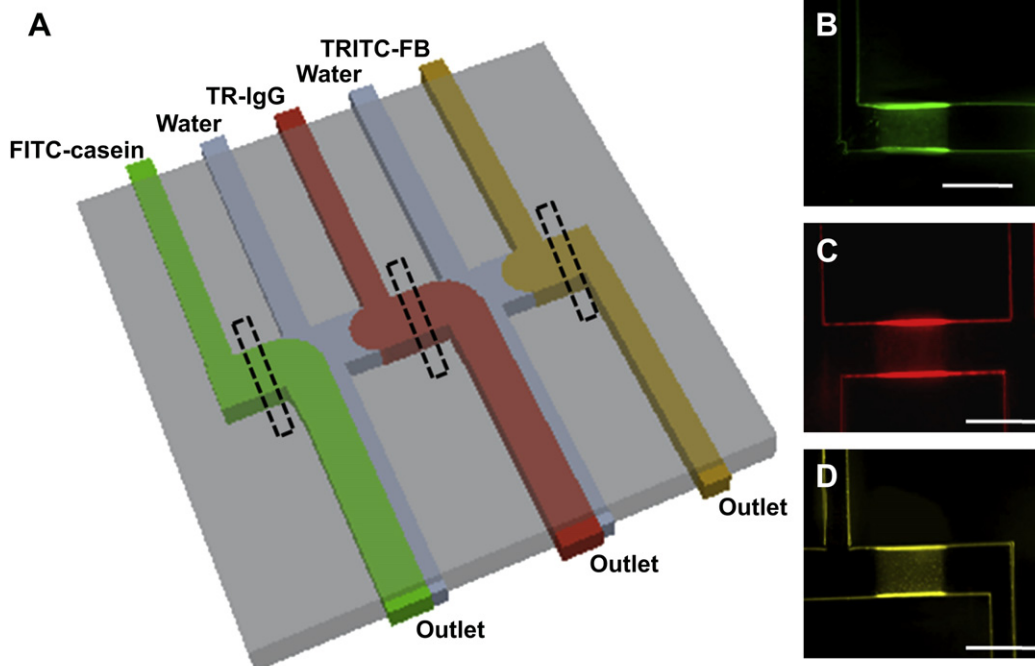 A
B
TRITC-FB
Water
TR-IgG
Water
FITC-casein
C
D
Outlet
Outlet
Outlet